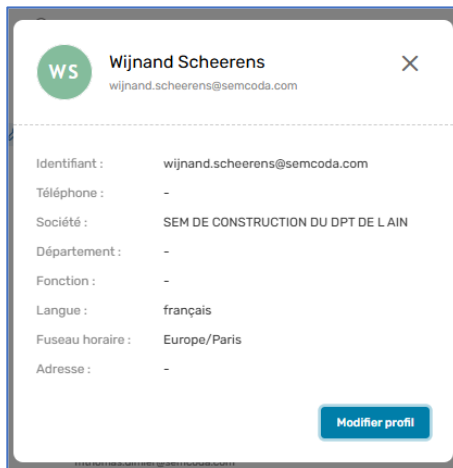 WS
Wijnand Scheerens
wijnand.scheerens@semcoda.com
Identifiant : wijnand.scheerens@semcoda.com
Téléphone : -
Société : SEM DE CONSTRUCTION DU DPT DE L AIN
Département : -
Fonction : -
Langue : français
Fuseau horaire : Europe/Paris
Adresse : -
Modifier profil